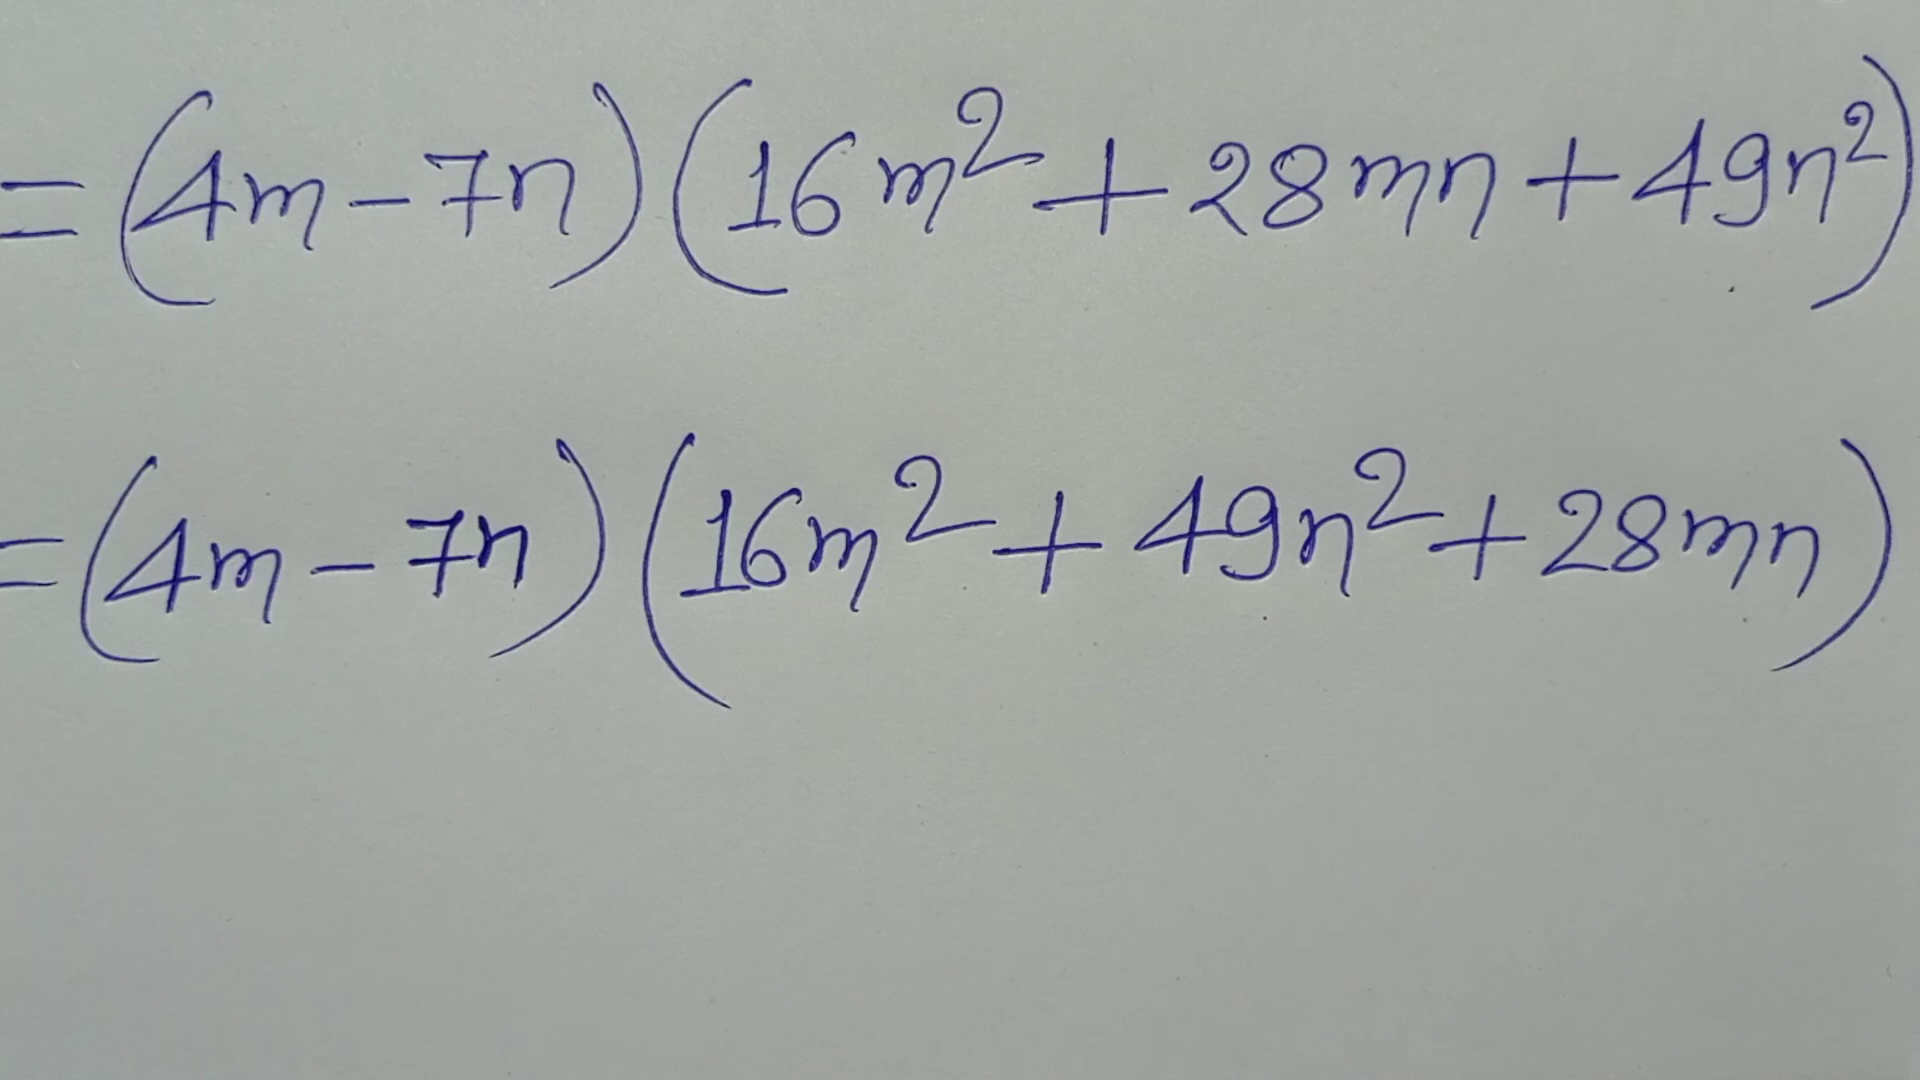 = (4m - 7n) (16m² + 28mn + 49n²)
= (4m - 7n) (16m² + 49n² + 28mn)